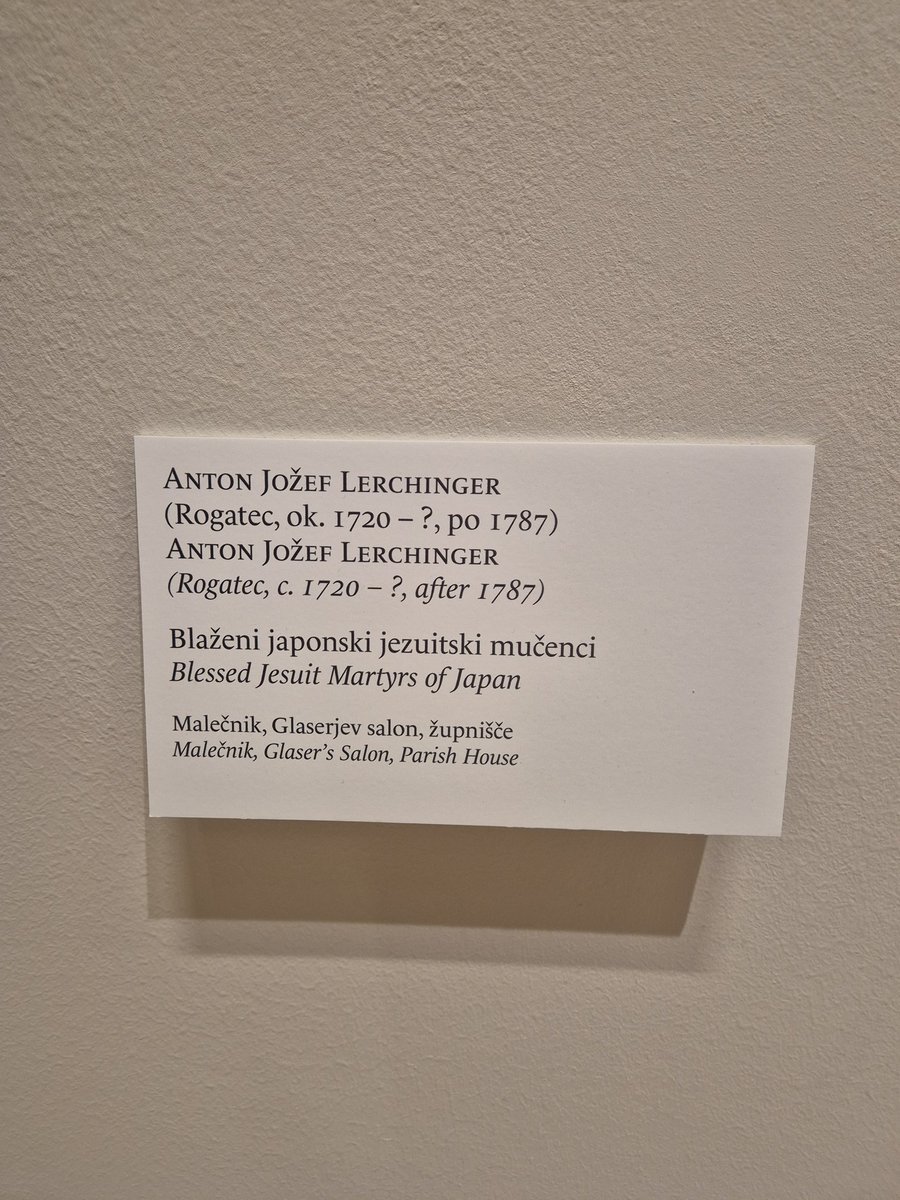 Anton Jožef Lerchinger
(Rogatec, ok. 1720 – ?, po 1787)
Anton Jožef Lerchinger
(Rogatec, c. 1720 – ?, after 1787)
Blaženi japonski jezuitski mučenci
Blessed Jesuit Martyrs of Japan
Malečnik, Glaserjev salon, župnišče
Malečnik, Glaser’s Salon, Parish House